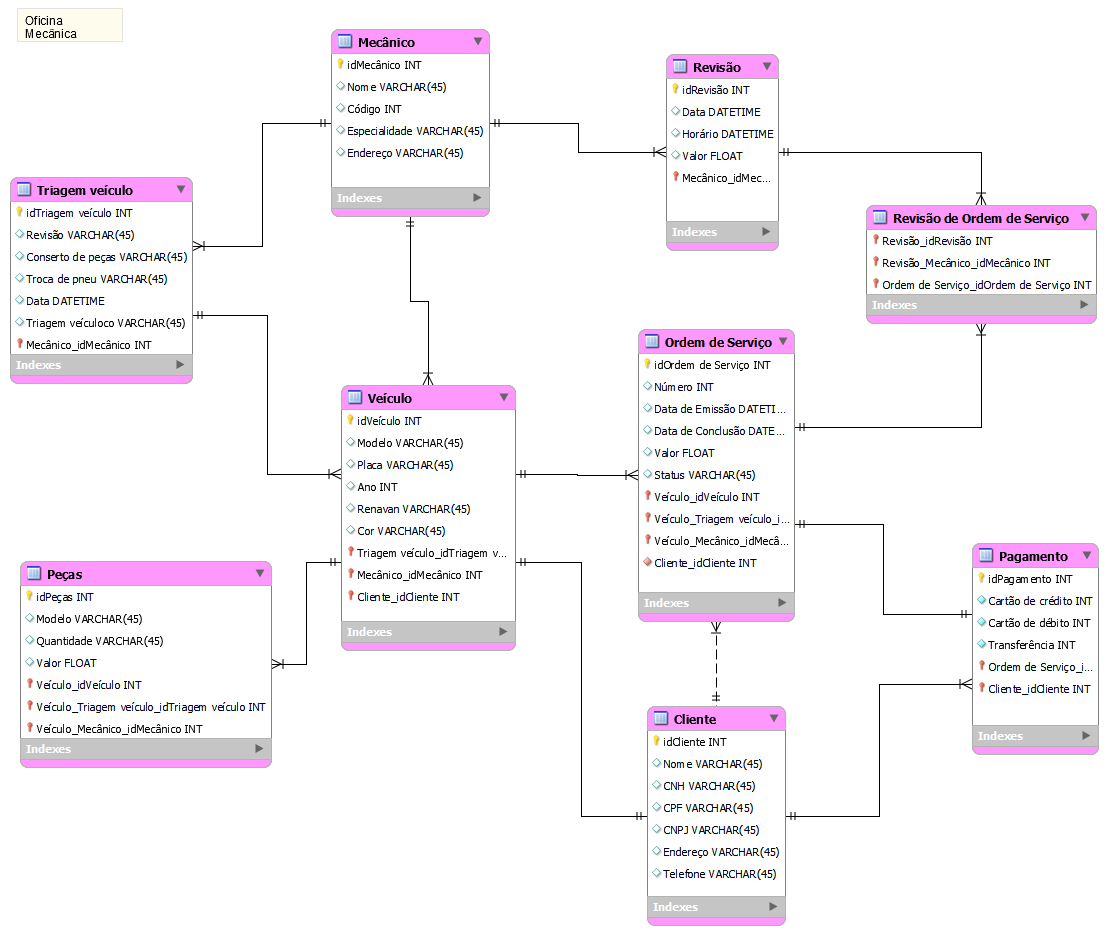 Oficina
Mecânica
Mecânico
idMecânico INT
Nome VARCHAR(45)
Código INT
Especialidade VARCHAR(45)
Endereço VARCHAR(45)
Indexes
Revisão
idRevisão INT
Data DATETIME
Horário DATETIME
Valor FLOAT
Mecânico_idMec...
Indexes
Triagem veículo
idTriagem veículo INT
Revisão VARCHAR(45)
Conserto de peças VARCHAR(45)
Troca de pneu VARCHAR(45)
Data DATETIME
Triagem veículoco VARCHAR(45)
Mecânico_idMecânico INT
Indexes
Revisão de Ordem de Serviço
Revisão_idRevisão INT
Revisão_Mecânico_idMecânico INT
Ordem de Serviço_idOrdem de Serviço INT
Indexes
Ordem de Serviço
idOrdem de Serviço INT
Número INT
Data de Emissão DATETI...
Data de Conclusão DATE...
Valor FLOAT
Status VARCHAR(45)
Veículo_idVeículo INT
Veículo_Triagem veículo_i...
Veículo_Mecânico_idMecâ...
Cliente_idCliente INT
Indexes
Veículo
idVeículo INT
Modelo VARCHAR(45)
Placa VARCHAR(45)
Ano INT
Renavan VARCHAR(45)
Cor VARCHAR(45)
Triagem veículo_idTriagem v...
Mecânico_idMecânico INT
Cliente_idCliente INT
Indexes
Peças
idPeças INT
Modelo VARCHAR(45)
Quantidade VARCHAR(45)
Valor FLOAT
Veículo_idVeículo INT
Veículo_Triagem veículo_idTriagem veículo INT
Veículo_Mecânico_idMecânico INT
Indexes
Pagamento
idPagamento INT
Cartão de crédito INT
Cartão de débito INT
Transferência INT
Ordem de Serviço_i...
Cliente_idCliente INT
Indexes
Cliente
idCliente INT
Nome VARCHAR(45)
CNH VARCHAR(45)
CPF VARCHAR(45)
CNPJ VARCHAR(45)
Endereço VARCHAR(45)
Telefone VARCHAR(45)
Indexes